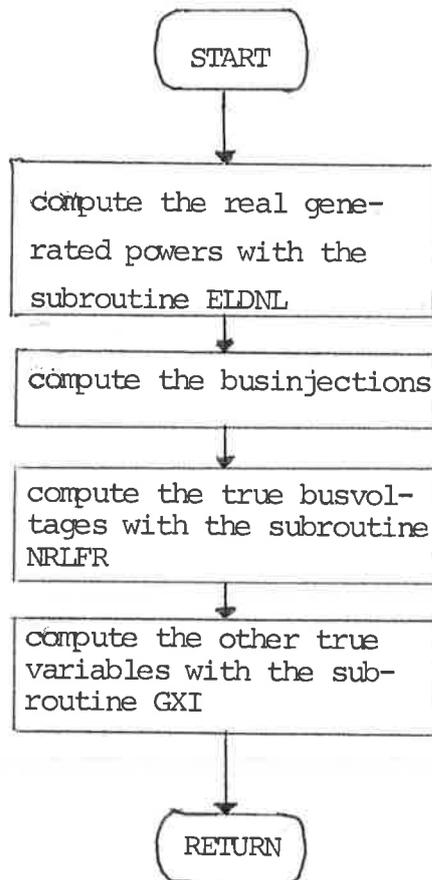 START
compute the real gene-
rated powers with the
subroutine ELDNL
compute the businjections
compute the true busvol-
tages with the subroutine
NRLFR
compute the other true
variables with the sub-
routine GXI
RETURN